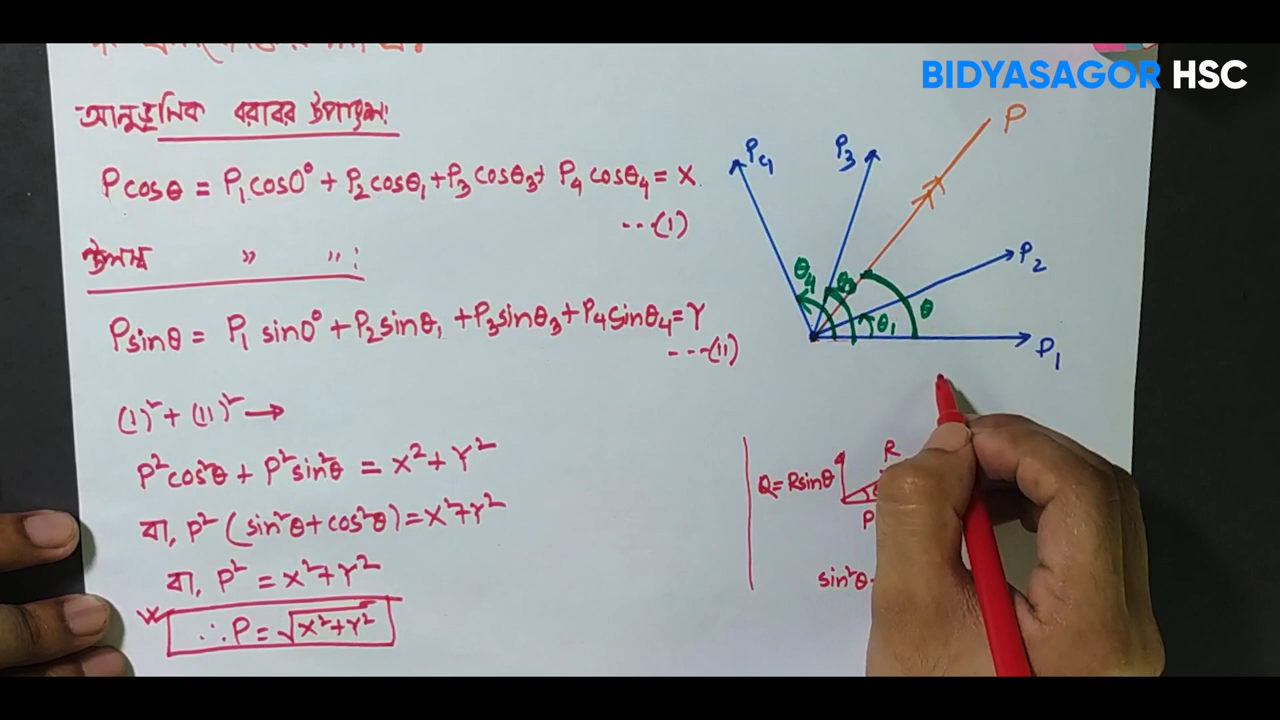 BIDYASAGOR HSC
আনুভূমিক বরাবর উপাংশ:
Pcosθ = P₁cos0° + P₂cosθ₁ + P₃cosθ₃ + P₄cosθ₄ = X
---(I)
উলম্ব " " :
Psinθ = P₁ sin0° + P₂sinθ₁ + P₃sinθ₃ + P₄sinθ₄ = Y
---(II)
(I)² + (II)² →
P²cos²θ + P²sin²θ = X² + Y²
বা, P² (sin²θ + cos²θ) = X² + Y²
বা, P² = X² + Y²
∴ P = √X² + Y²
P₄
P₃
P
P₂
P₁
θ₄
θ₃
θ₁
θ
R
Q = Rsinθ
P
sin²θ